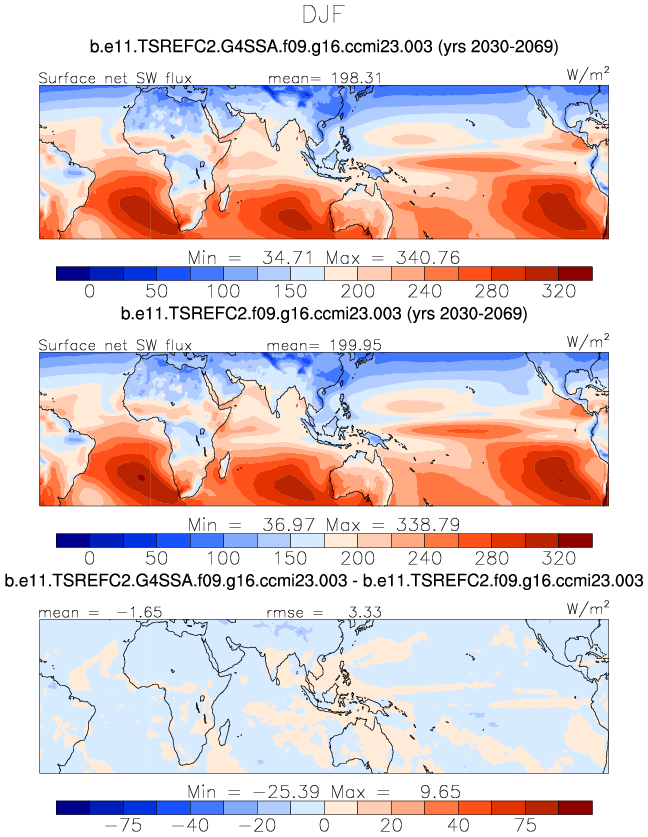 DJF
b.e11.TSREFC2.G4SSA.f09.g16.ccmi23.003 (yrs 2030-2069)
Surface net SW flux mean= 198.31 W/m²
Min = 34.71 Max = 340.76
0 50 100 150 200 240 280 320
b.e11.TSREFC2.f09.g16.ccmi23.003 (yrs 2030-2069)
Surface net SW flux mean= 199.95 W/m²
Min = 36.97 Max = 338.79
0 50 100 150 200 240 280 320
b.e11.TSREFC2.G4SSA.f09.g16.ccmi23.003 - b.e11.TSREFC2.f09.g16.ccmi23.003
mean = −1.65 rmse = 3.33 W/m²
Min = −25.39 Max = 9.65
−75 −40 −20 0 20 40 75